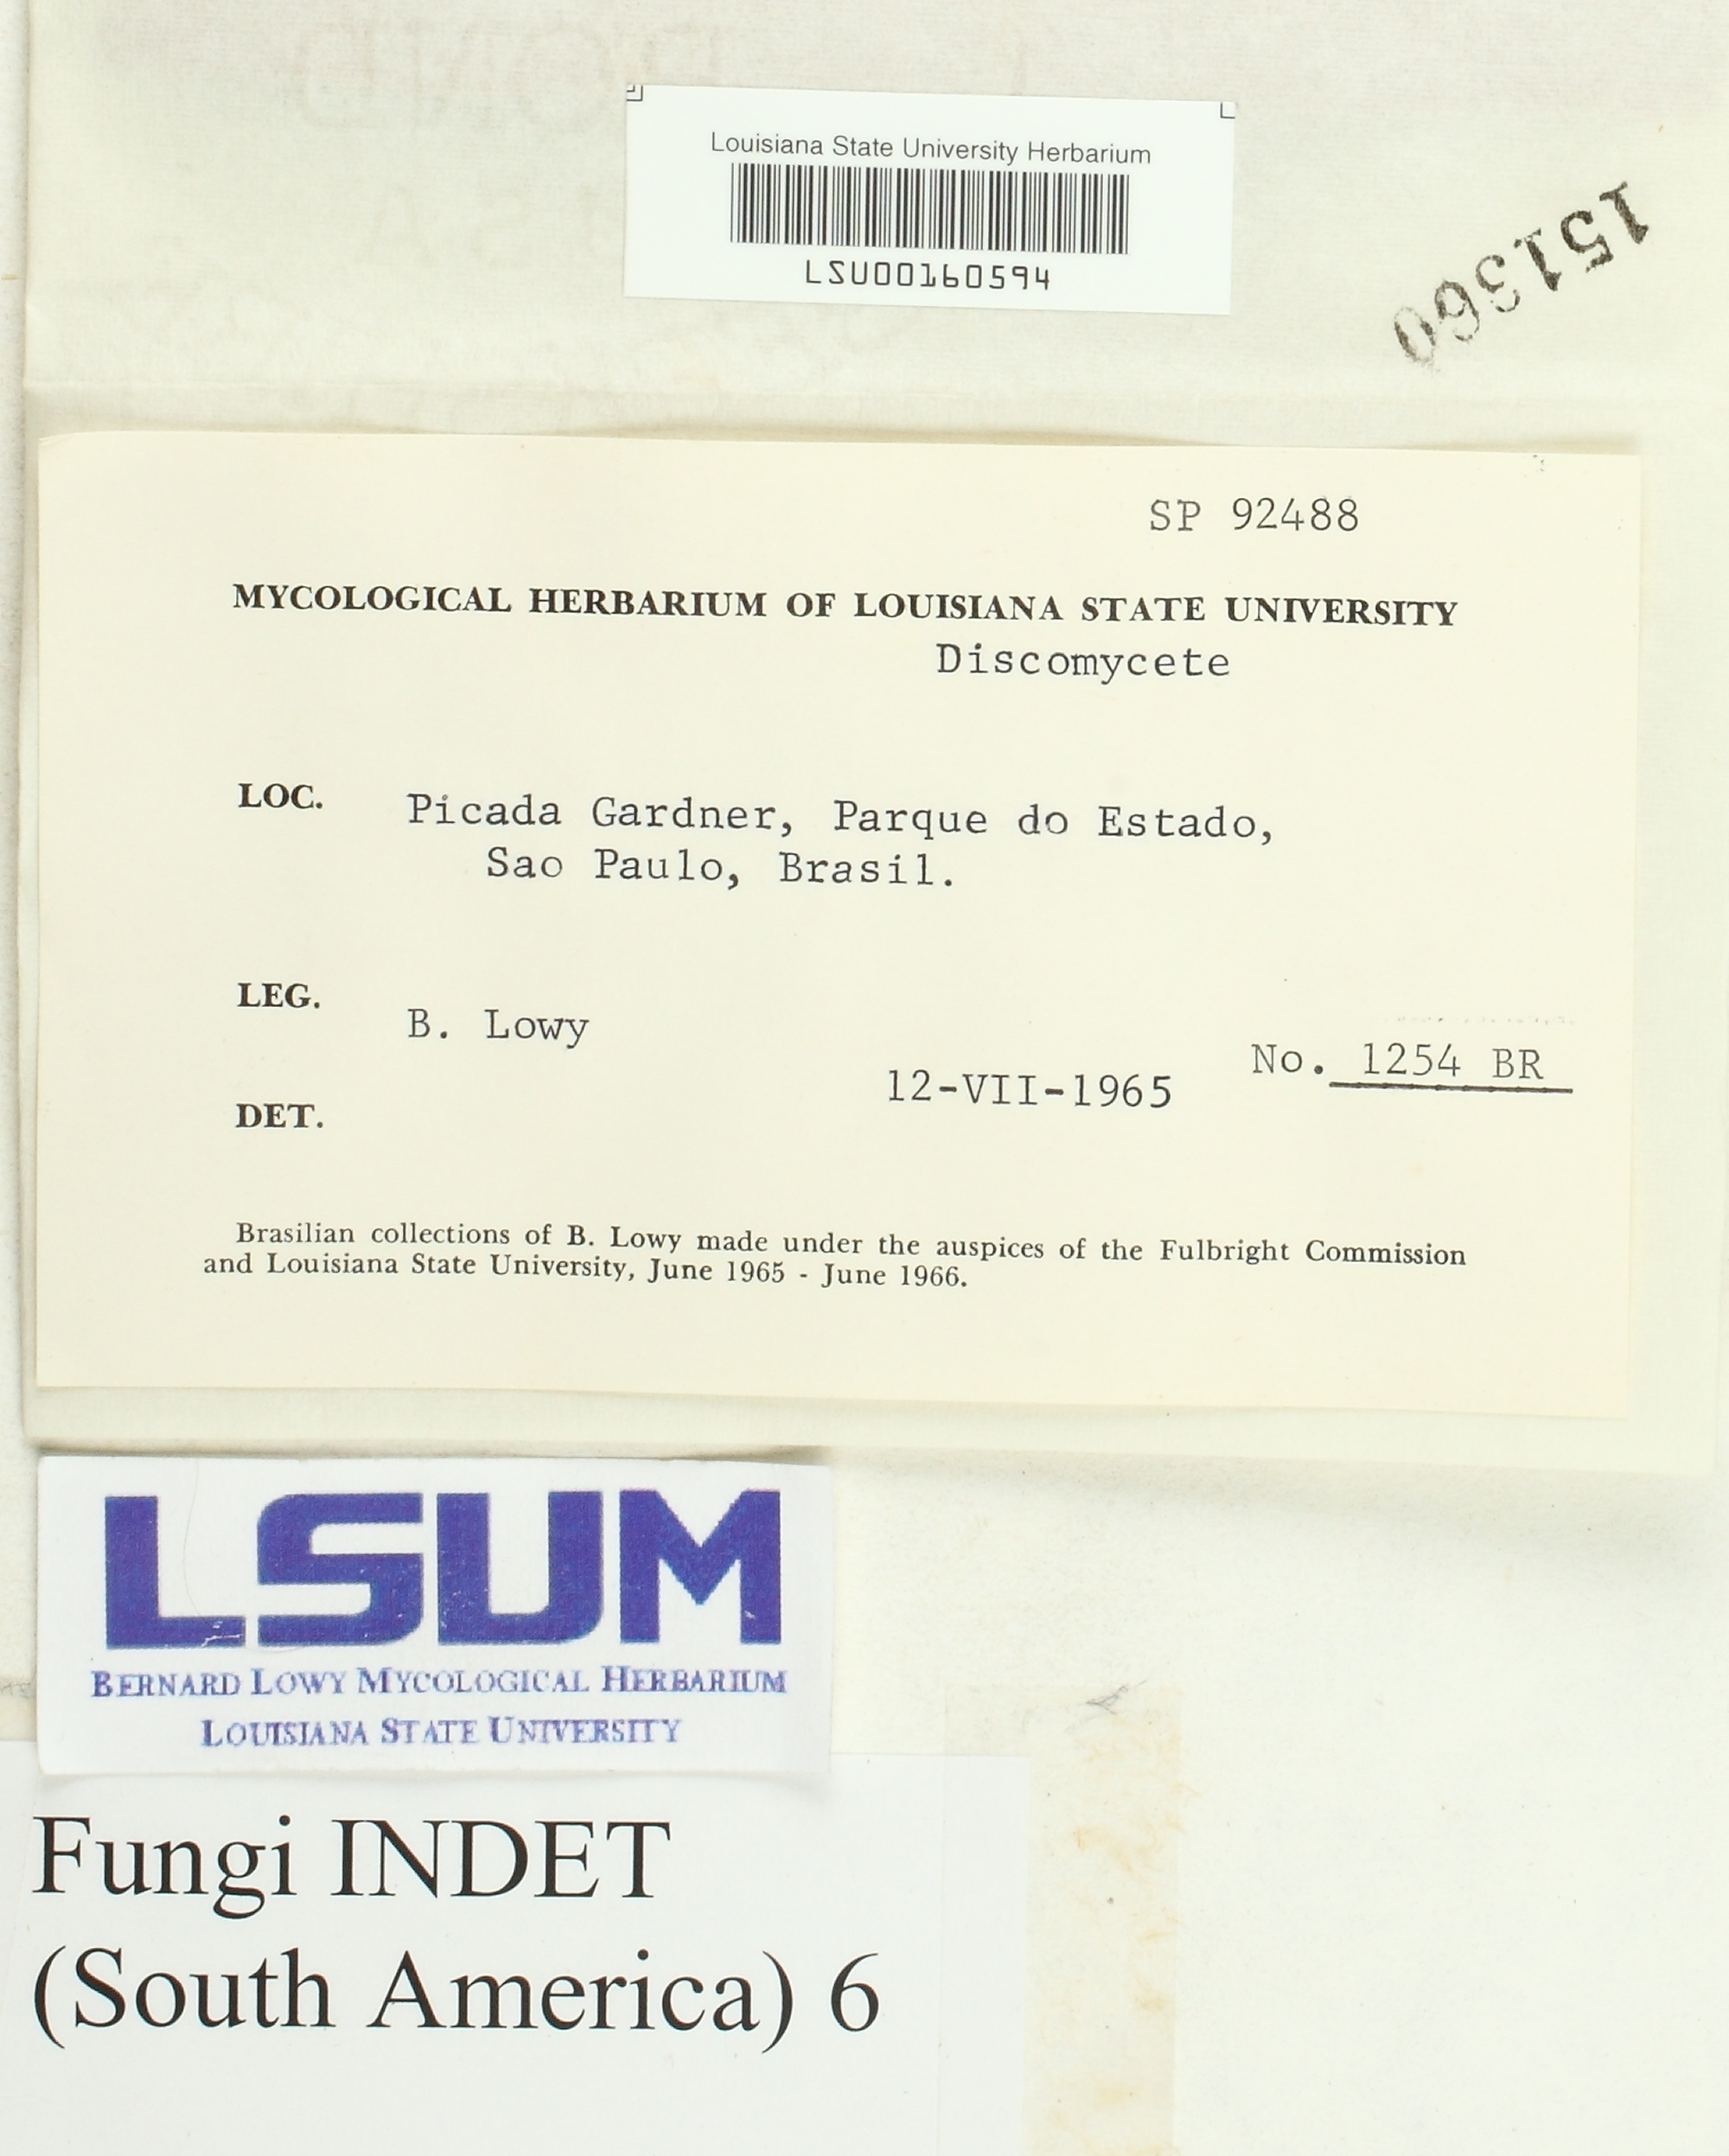 Louisiana State University Herbarium
LSU00160594
151360
SP 92488
MYCOLOGICAL HERBARIUM OF LOUISIANA STATE UNIVERSITY
Discomycete
LOC. Picada Gardner, Parque do Estado,
Sao Paulo, Brasil.
LEG. B. Lowy
No. 1254 BR
12-VII-1965
DET.
Brasilian collections of B. Lowy made under the auspices of the Fulbright Commission
and Louisiana State University, June 1965 - June 1966.
LSUM
BERNARD LOWY MYCOLOGICAL HERBARIUM
LOUISIANA STATE UNIVERSITY
Fungi INDET
(South America) 6